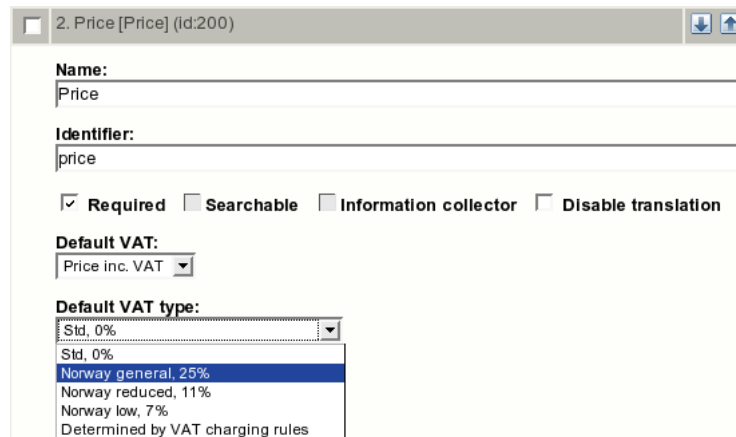 2. Price [Price] (id:200)
Name:
Price
Identifier:
price
Required Searchable Information collector Disable translation
Default VAT:
Price inc. VAT
Default VAT type:
Std, 0%
Std, 0%
Norway general, 25%
Norway reduced, 11%
Norway low, 7%
Determined by VAT charging rules